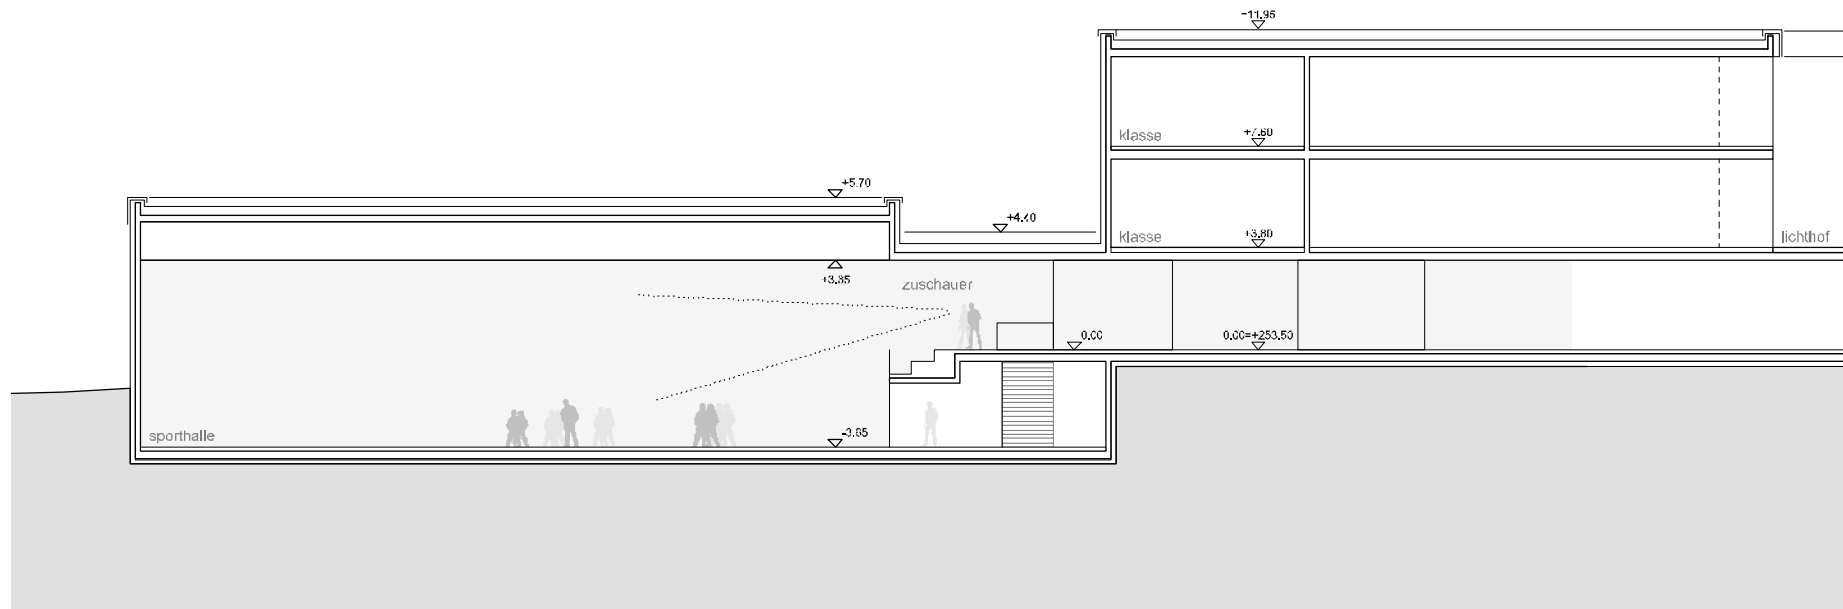 +11.95
klasse
+7.60
+5.70
+4.40
klasse
+3.80
lichthof
+3.65
zuschauer
0.00
0.00=+253.50
sporthalle
-3.65